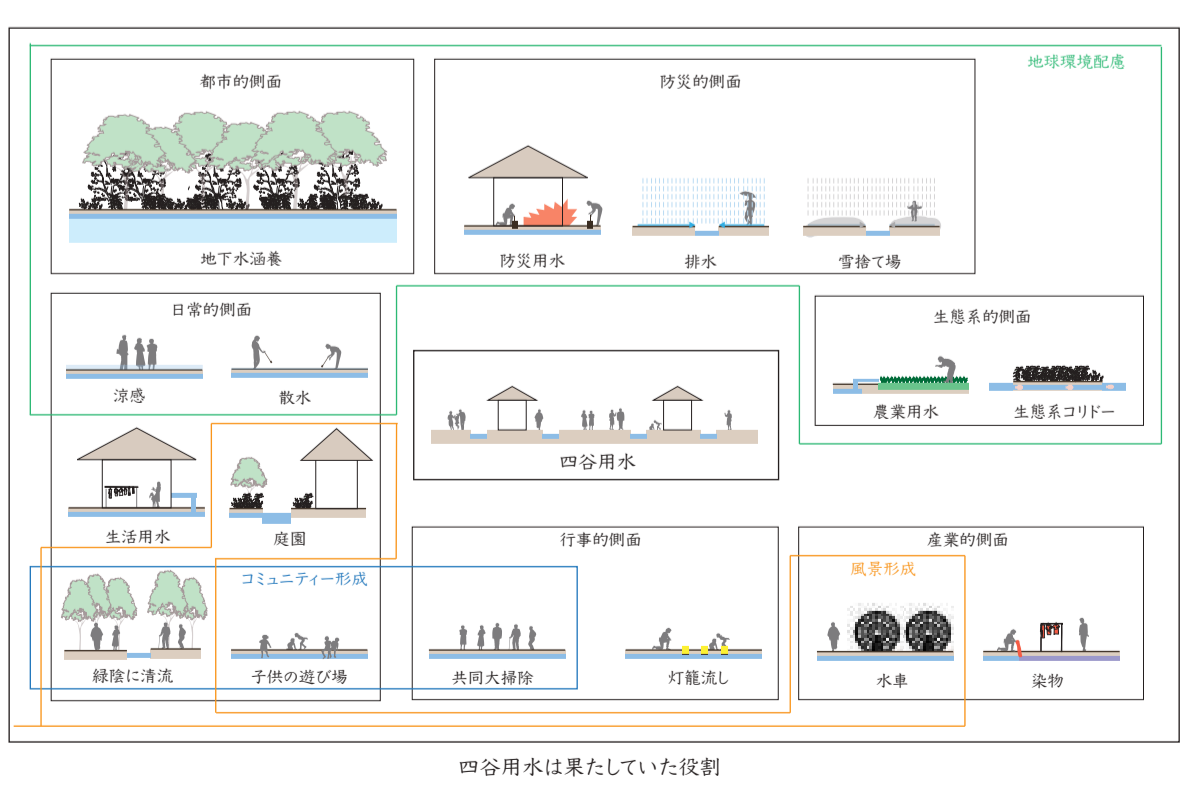 地球環境配慮
都市的側面
地下水涵養
防災的側面
防災用水
排水
雪捨て場
日常的側面
涼感
散水
生活用水
庭園
緑陰に清流
子供の遊び場
四谷用水
生態系的側面
農業用水
生態系コリドー
コミュニティー形成
行事的側面
共同大掃除
灯籠流し
産業的側面
風景形成
水車
染物
四谷用水は果たしていた役割